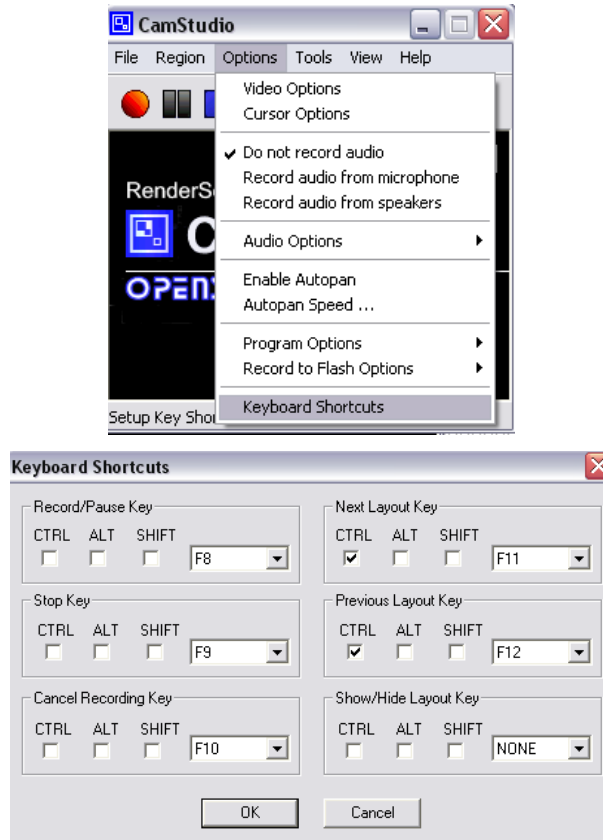 CamStudio
File Region Options Tools View Help
Video Options
Cursor Options
Do not record audio
Record audio from microphone
Record audio from speakers
Audio Options
Enable Autopan
Autopan Speed ...
Program Options
Record to Flash Options
Keyboard Shortcuts
RenderS
C
OPEN
Setup Key Shor
Keyboard Shortcuts
Record/Pause Key
CTRL ALT SHIFT
F8
Next Layout Key
CTRL ALT SHIFT
F11
Stop Key
CTRL ALT SHIFT
F9
Previous Layout Key
CTRL ALT SHIFT
F12
Cancel Recording Key
CTRL ALT SHIFT
F10
Show/Hide Layout Key
CTRL ALT SHIFT
NONE
OK Cancel